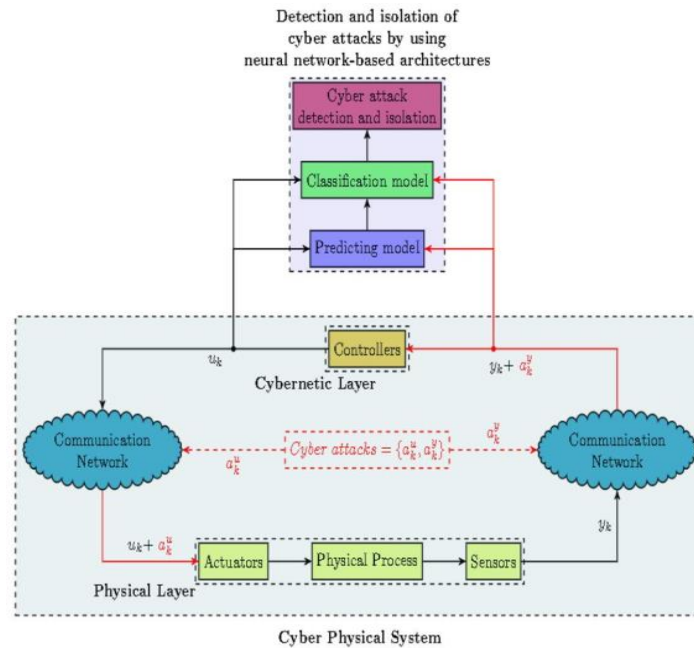 Detection and isolation of
cyber attacks by using
neural network-based architectures
Cyber attack
detection and isolation
Classification model
Predicting model
Controllers
u_k
y_k + a_k^y
Cybernetic Layer
Communication
Network
a_k^u
Cyber attacks = {a_k^u, a_k^y}
a_k^y
Communication
Network
u_k + a_k^u
y_k
Actuators
Physical Process
Sensors
Physical Layer
Cyber Physical System